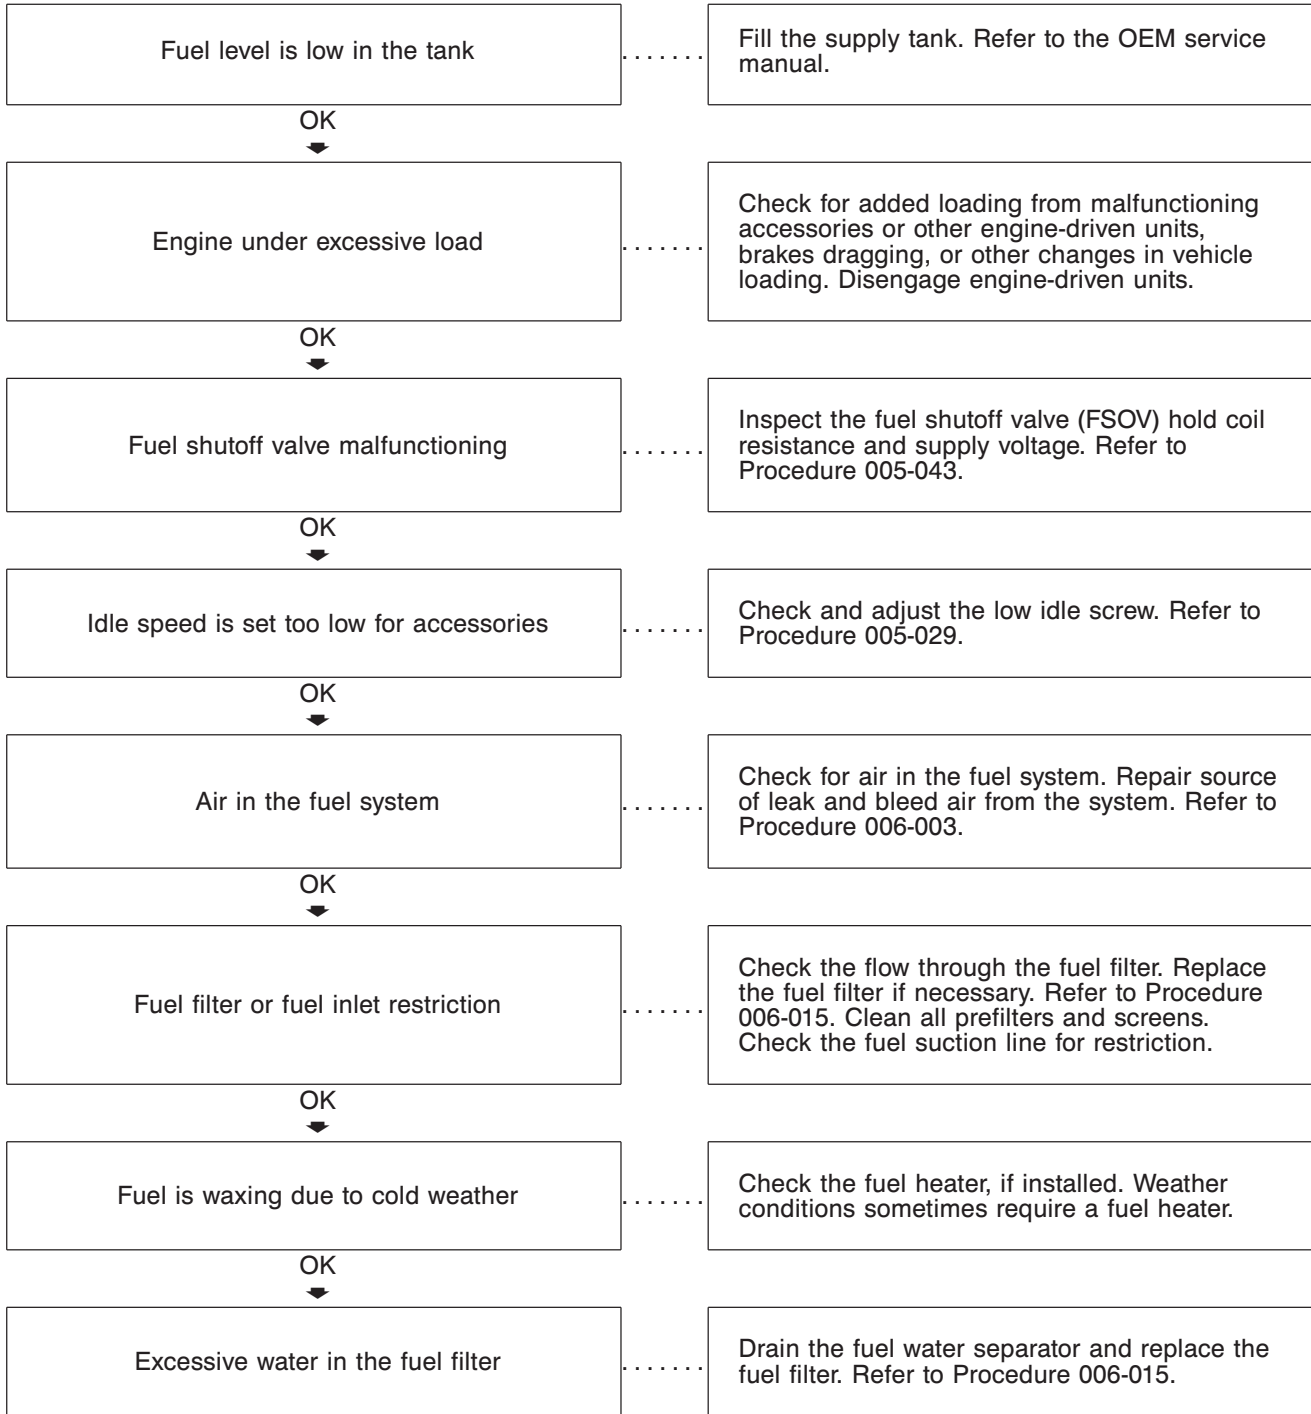 Fuel level is low in the tank
. . . . . . .
Fill the supply tank. Refer to the OEM service
manual.
OK
Engine under excessive load
. . . . . . .
Check for added loading from malfunctioning
accessories or other engine-driven units,
brakes dragging, or other changes in vehicle
loading. Disengage engine-driven units.
OK
Fuel shutoff valve malfunctioning
. . . . . . .
Inspect the fuel shutoff valve (FSOV) hold coil
resistance and supply voltage. Refer to
Procedure 005-043.
OK
Idle speed is set too low for accessories
. . . . . . .
Check and adjust the low idle screw. Refer to
Procedure 005-029.
OK
Air in the fuel system
. . . . . . .
Check for air in the fuel system. Repair source
of leak and bleed air from the system. Refer to
Procedure 006-003.
OK
Fuel filter or fuel inlet restriction
. . . . . . .
Check the flow through the fuel filter. Replace
the fuel filter if necessary. Refer to Procedure
006-015. Clean all prefilters and screens.
Check the fuel suction line for restriction.
OK
Fuel is waxing due to cold weather
. . . . . . .
Check the fuel heater, if installed. Weather
conditions sometimes require a fuel heater.
OK
Excessive water in the fuel filter
. . . . . . .
Drain the fuel water separator and replace the
fuel filter. Refer to Procedure 006-015.